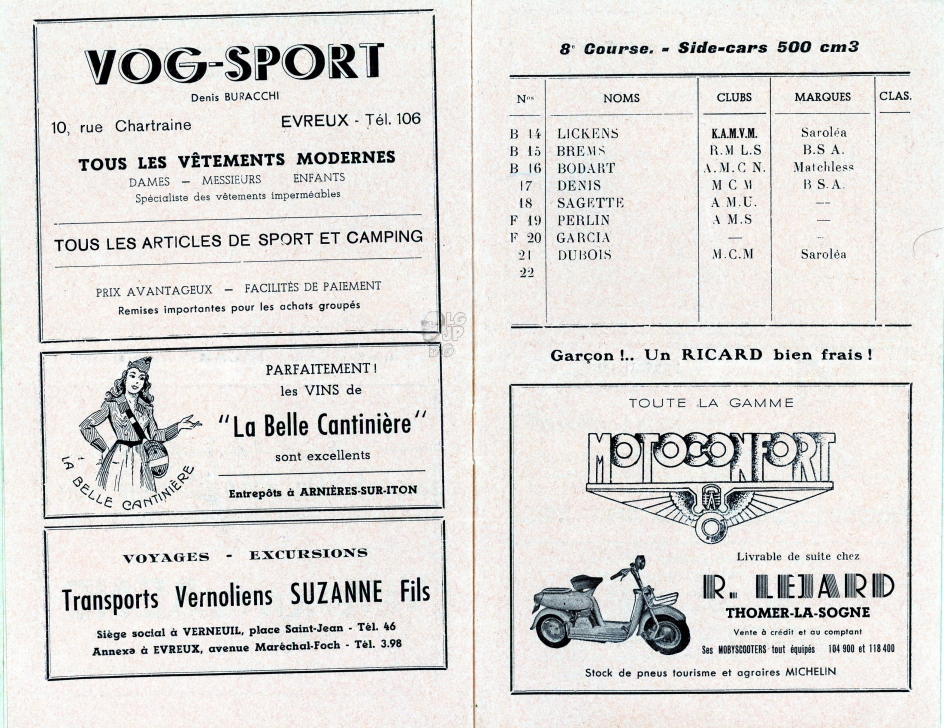 VOG-SPORT
Denis BURACCHI
10, rue Chartraine EVREUX - Tél. 106
TOUS LES VÊTEMENTS MODERNES
DAMES — MESSIEURS ENFANTS
Spécialiste des vêtements imperméables
TOUS LES ARTICLES DE SPORT ET CAMPING
PRIX AVANTAGEUX — FACILITÉS DE PAIEMENT
Remises importantes pour les achats groupés
LA BELLE CANTINIÈRE
PARFAITEMENT !
les VINS de
"La Belle Cantinière"
sont excellents
Entrepôts à ARNIÈRES-SUR-ITON
VOYAGES - EXCURSIONS
Transports Vernoliens SUZANNE Fils
Siège social à VERNEUIL, place Saint-Jean - Tél. 46
Annexe à EVREUX, avenue Maréchal-Foch - Tél. 3.98
8e Course. - Side-cars 500 cm3
Nos NOMS CLUBS MARQUES CLAS.
B 14 LICKENS K.A.M.V.M. Saroléa
B 15 BREMS R.M L.S B.S.A.
B 16 BODART A.M.C N. Matchless
17 DENIS M C M B S.A.
18 SAGETTE A M.U. —
F 19 PERLIN A M.S —
F 20 GARCIA — -
21 DUBOIS M.C.M Saroléa
22
Garçon !.. Un RICARD bien frais !
TOUTE LA GAMME
MOTOCONFORT
Livrable de suite chez
R. LEJARD
THOMER-LA-SOGNE
Vente à crédit et au comptant
Ses MOBYSCOOTERS tout équipés 104 900 et 118 400
Stock de pneus tourisme et agraires MICHELIN